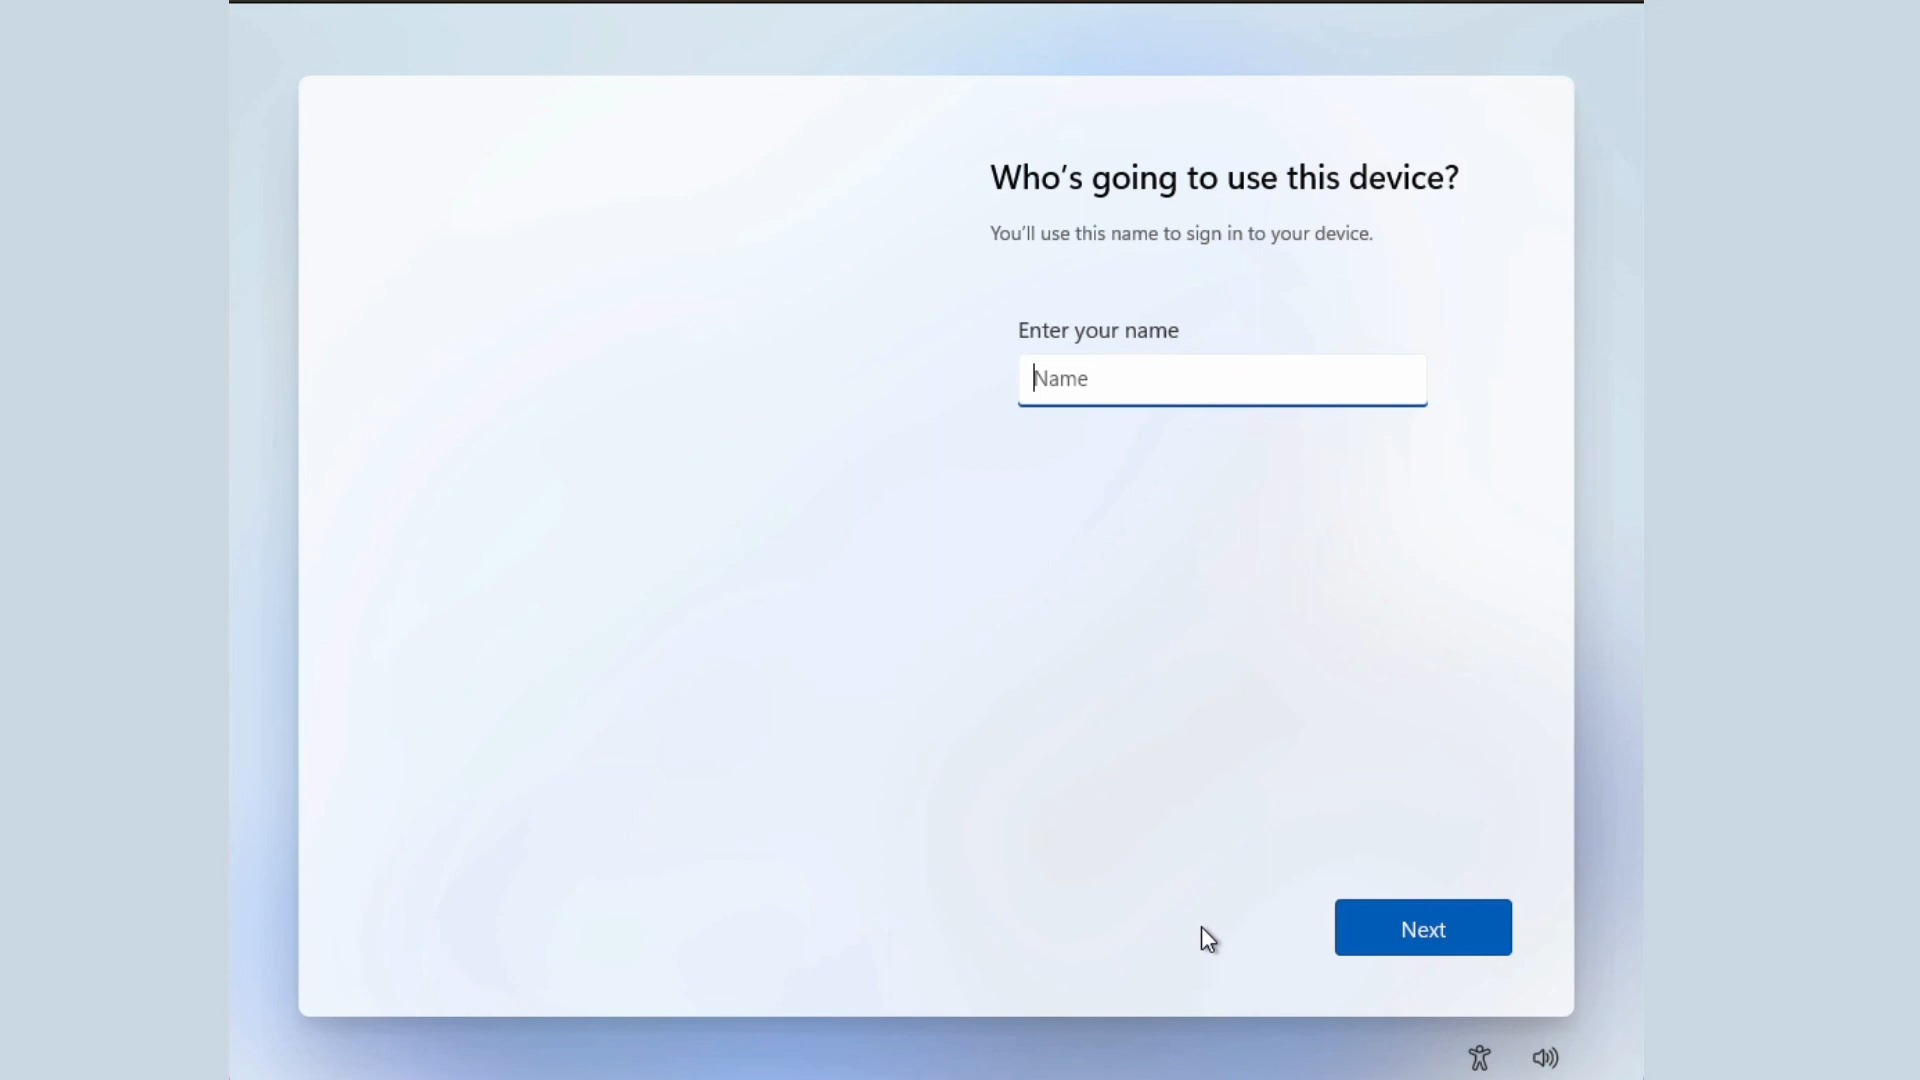 Who's going to use this device?
You'll use this name to sign in to your device.
Enter your name
Name
Next